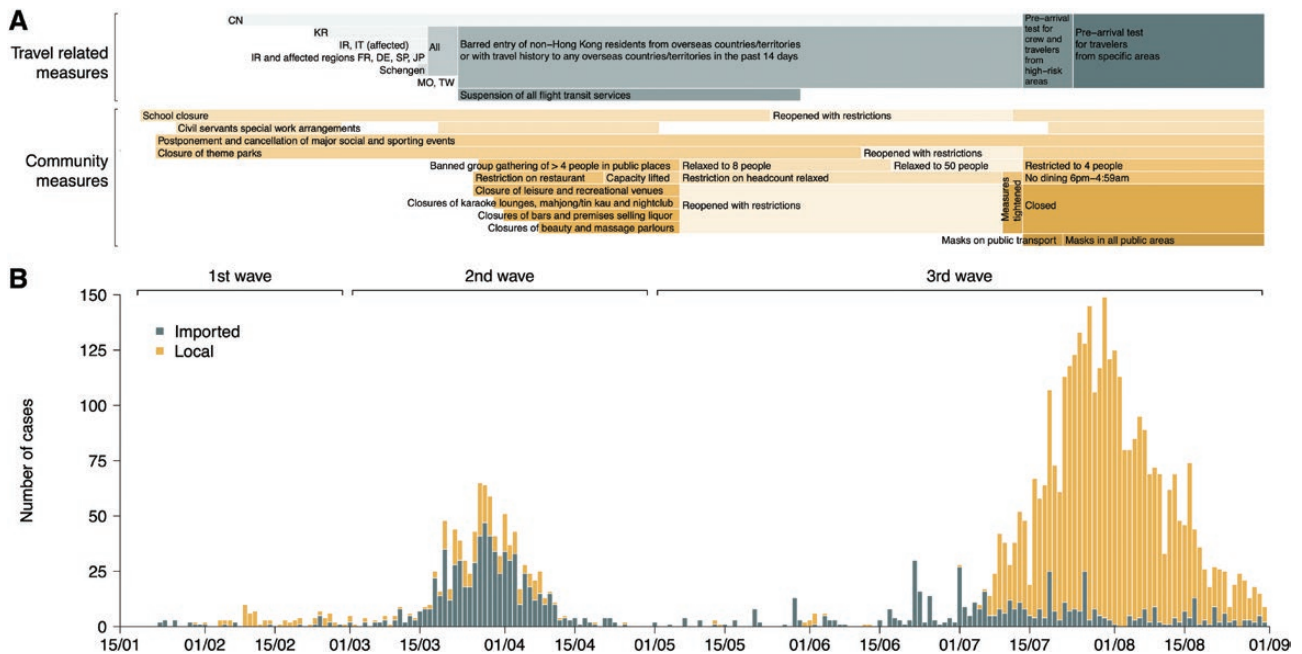 A
Travel related
measures
CN
KR
IR, IT (affected)
IR and affected regions FR, DE, SP, JP
Schengen
MO, TW
All
Barred entry of non-Hong Kong residents from overseas countries/territories
or with travel history to any overseas countries/territories in the past 14 days
Suspension of all flight transit services
Pre-arrival
test for
crew and
travelers
from
high-risk
areas
Pre-arrival test
for travelers
from specific areas
Community
measures
School closure
Reopened with restrictions
Civil servants special work arrangements
Postponement and cancellation of major social and sporting events
Closure of theme parks
Reopened with restrictions
Banned group gathering of > 4 people in public places
Relaxed to 8 people
Relaxed to 50 people
Restricted to 4 people
Restriction on restaurant
Capacity lifted
Restriction on headcount relaxed
No dining 6pm–4:59am
Closure of leisure and recreational venues
Closures of karaoke lounges, mahjong/tin kau and nightclub
Reopened with restrictions
Measures
tightened
Closed
Closures of bars and premises selling liquor
Closures of beauty and massage parlours
Masks on public transport
Masks in all public areas
B
1st wave
2nd wave
3rd wave
Number of cases
150
125
100
75
50
25
0
Imported
Local
15/01
01/02
15/02
01/03
15/03
01/04
15/04
01/05
15/05
01/06
15/06
01/07
15/07
01/08
15/08
01/09